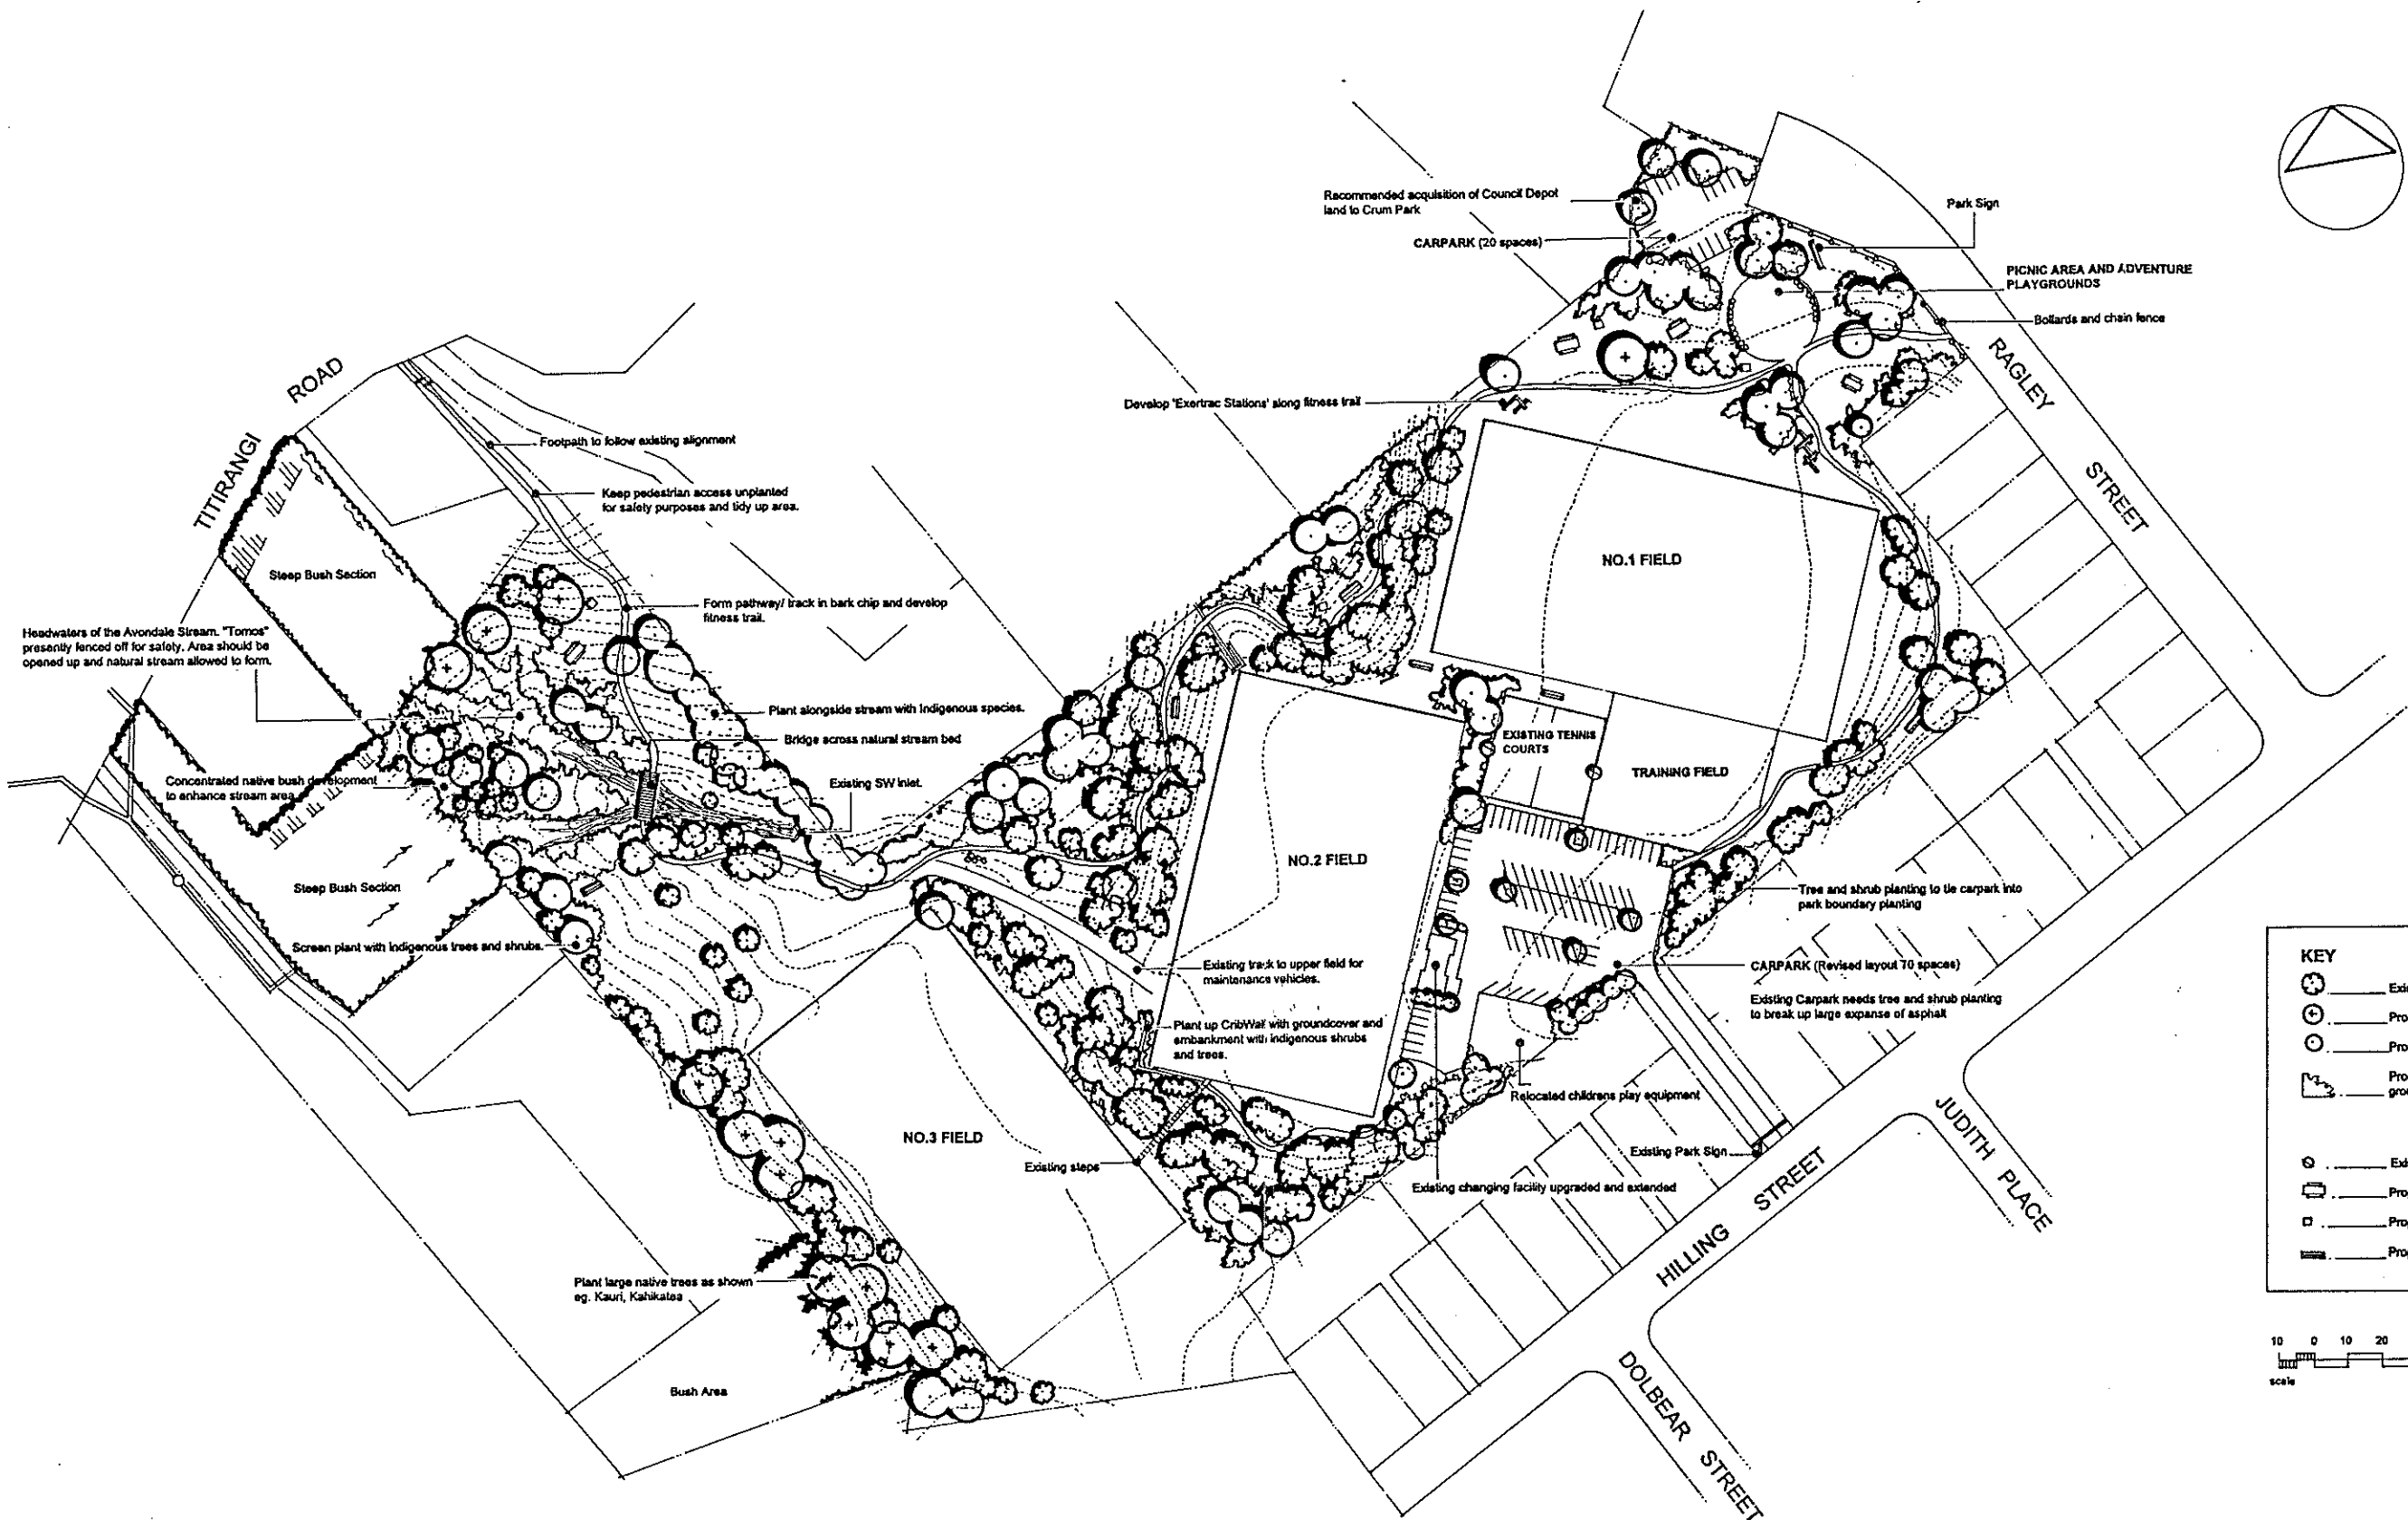 Recommended acquisition of Council Depot
land to Crum Park
CARPARK (20 spaces)
Park Sign
PICNIC AREA AND ADVENTURE
PLAYGROUNDS
Bollards and chain fence
RAGLEY STREET
TITIRANGI ROAD
Develop 'Exertrac Stations' along fitness trail
Footpath to follow existing alignment
Keep pedestrian access unplanted
for safety purposes and tidy up area.
Steep Bush Section
Form pathway/ track in bark chip and develop
fitness trail.
Headwaters of the Avondale Stream. "Tomos"
presently fenced off for safety. Area should be
opened up and natural stream allowed to form.
Plant alongside stream with Indigenous species.
Bridge across natural stream bed
Existing SW Inlet.
Concentrated native bush development
to enhance stream area
Steep Bush Section
Screen plant with Indigenous trees and shrubs.
NO.1 FIELD
EXISTING TENNIS
COURTS
TRAINING FIELD
NO.2 FIELD
Tree and shrub planting to tie carpark into
park boundary planting
Existing track to upper field for
maintenance vehicles.
CARPARK (Revised layout 70 spaces)
Existing Carpark needs tree and shrub planting
to break up large expanse of asphalt
Plant up CribWall with groundcover and
embankment with indigenous shrubs
and trees.
Relocated childrens play equipment
NO.3 FIELD
Existing steps
Existing Park Sign
Existing changing facility upgraded and extended
Plant large native trees as shown
eg. Kauri, Kahikatea
Bush Area
HILLING STREET
JUDITH PLACE
DOLBEAR STREET
KEY
Exi
Pro
Pro
Pro
gro
Exi
Pro
Pro
Pro
10 0 10 20
scale